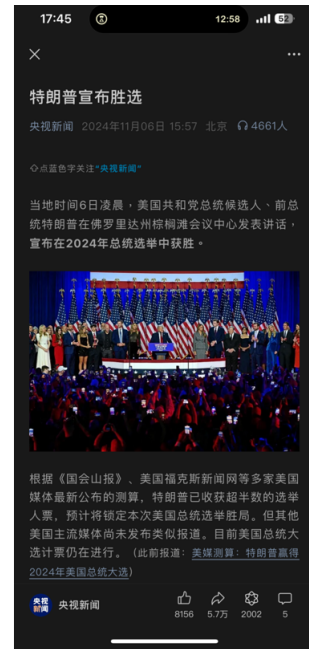 17:45
12:58
52
特朗普宣布胜选
央视新闻 2024年11月06日 15:57 北京 4661人
点蓝色字关注“央视新闻”
当地时间6日凌晨，美国共和党总统候选人、前总
统特朗普在佛罗里达州棕榈滩会议中心发表讲话，
宣布在2024年总统选举中获胜。
根据《国会山报》、美国福克斯新闻网等多家美国
媒体最新公布的测算，特朗普已收获超半数的选举
人票，预计将锁定本次美国总统选举胜局。但其他
美国主流媒体尚未发布类似报道。目前美国总统大
选计票仍在进行。（此前报道：美媒测算：特朗普赢得
2024年美国总统大选）
央视新闻 央视新闻
8156 5.7万 2002 5